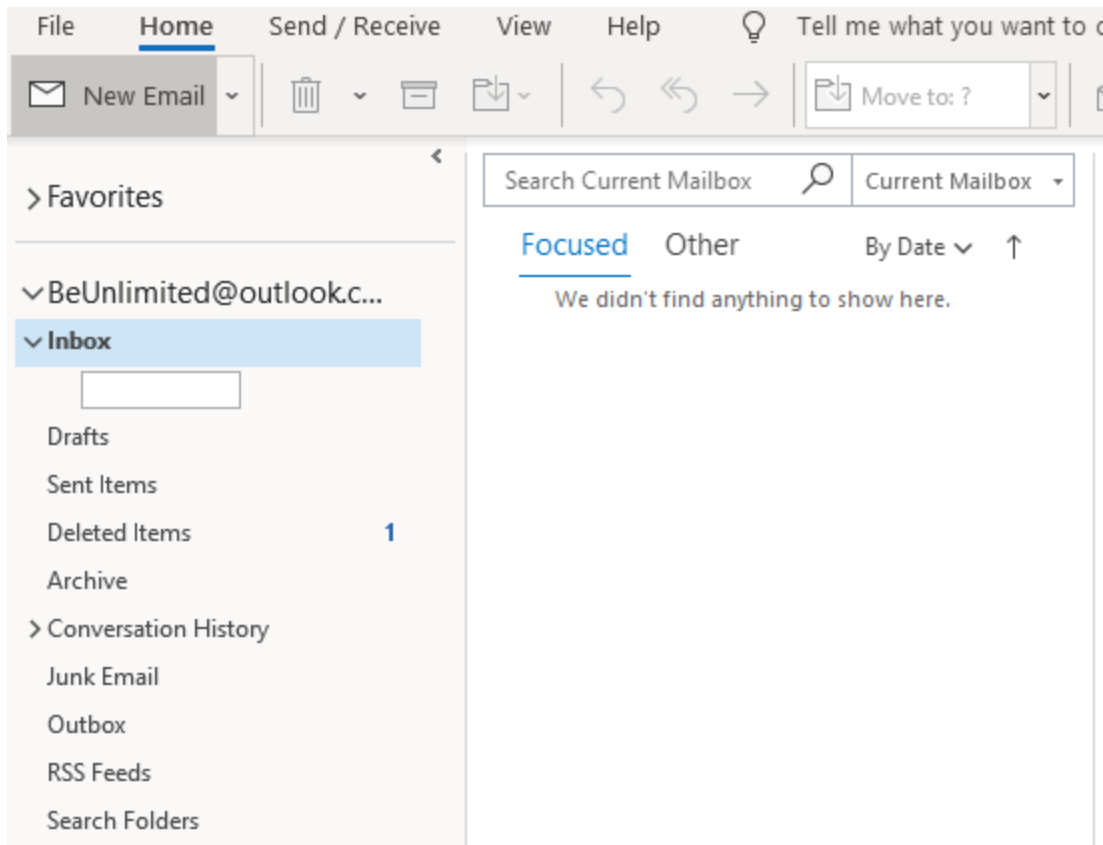 File Home Send / Receive View Help Tell me what you want to
New Email Move to: ?
Favorites
BeUnlimited@outlook.c...
Inbox
Drafts
Sent Items
Deleted Items 1
Archive
Conversation History
Junk Email
Outbox
RSS Feeds
Search Folders
Search Current Mailbox Current Mailbox
Focused Other By Date
We didn't find anything to show here.